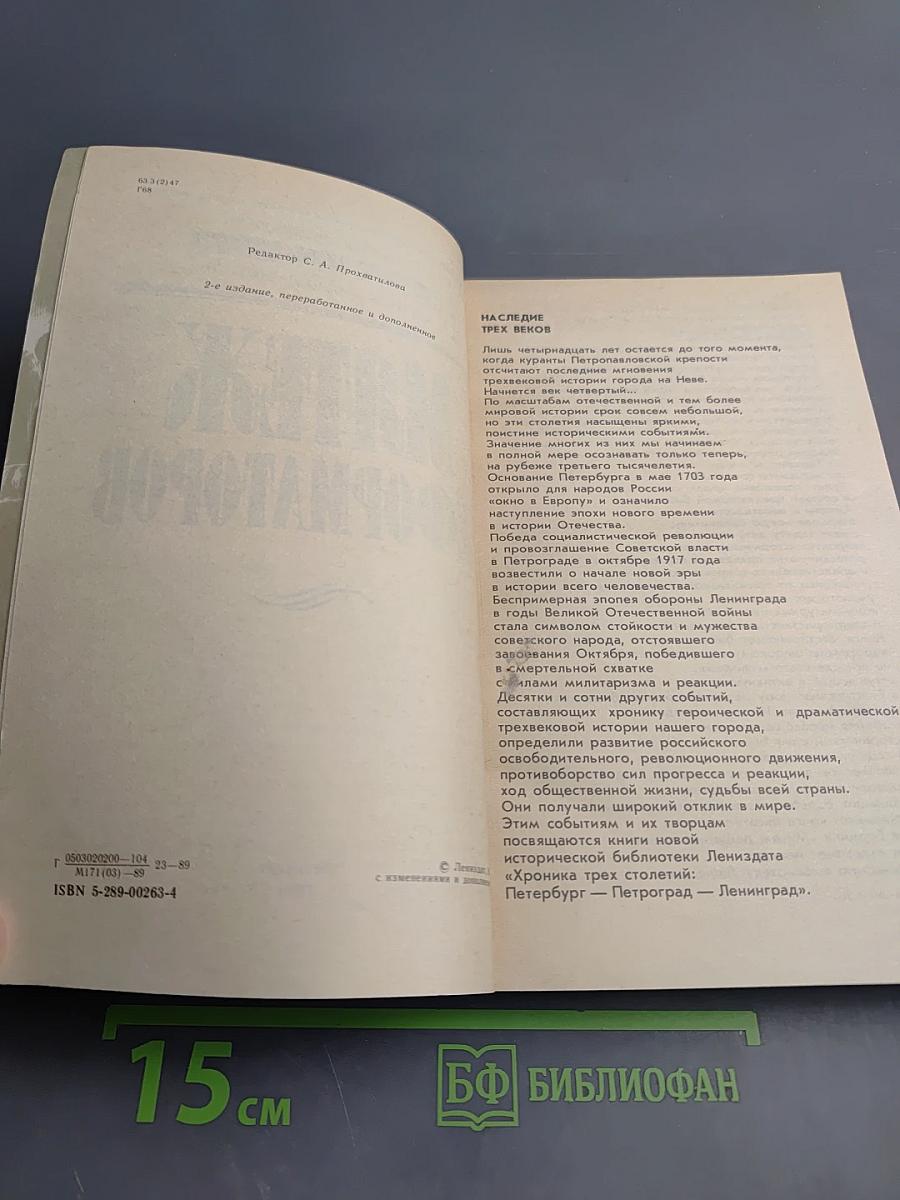 63.3(2)47
Г68
Редактор С. А. Прохватилова
2-е издание, переработанное и дополненное
Г 0503020200—104 23—89
М171(03)—89
ISBN 5-289-00263-4
© Лениздат,
с изменениями и
НАСЛЕДИЕ
ТРЕХ ВЕКОВ
Лишь четырнадцать лет остается до того момента,
когда куранты Петропавловской крепости
отсчитают последние мгновения
трехвековой истории города на Неве.
Начнется век четвертый...
По масштабам отечественной и тем более
мировой истории срок совсем небольшой,
но эти столетия насыщены яркими,
поистине историческими событиями.
Значение многих из них мы начинаем
в полной мере осознавать только теперь,
на рубеже третьего тысячелетия.
Основание Петербурга в мае 1703 года
открыло для народов России
«окно в Европу» и означило
наступление эпохи нового времени
в истории Отечества.
Победа социалистической революции
и провозглашение Советской власти
в Петрограде в октябре 1917 года
возвестили о начале новой эры
в истории всего человечества.
Беспримерная эпопея обороны Ленинграда
в годы Великой Отечественной войны
стала символом стойкости и мужества
советского народа, отстоявшего
завоевания Октября, победившего
в смертельной схватке
с силами милитаризма и реакции.
Десятки и сотни других событий,
составляющих хронику героической и драматической
трехвековой истории нашего города,
определили развитие российского
освободительного, революционного движения,
противоборство сил прогресса и реакции,
ход общественной жизни, судьбы всей страны.
Они получали широкий отклик в мире.
Этим событиям и их творцам
посвящаются книги новой
исторической библиотеки Лениздата
«Хроника трех столетий:
Петербург — Петроград — Ленинград».
15 см
БФ БИБЛИОФАН